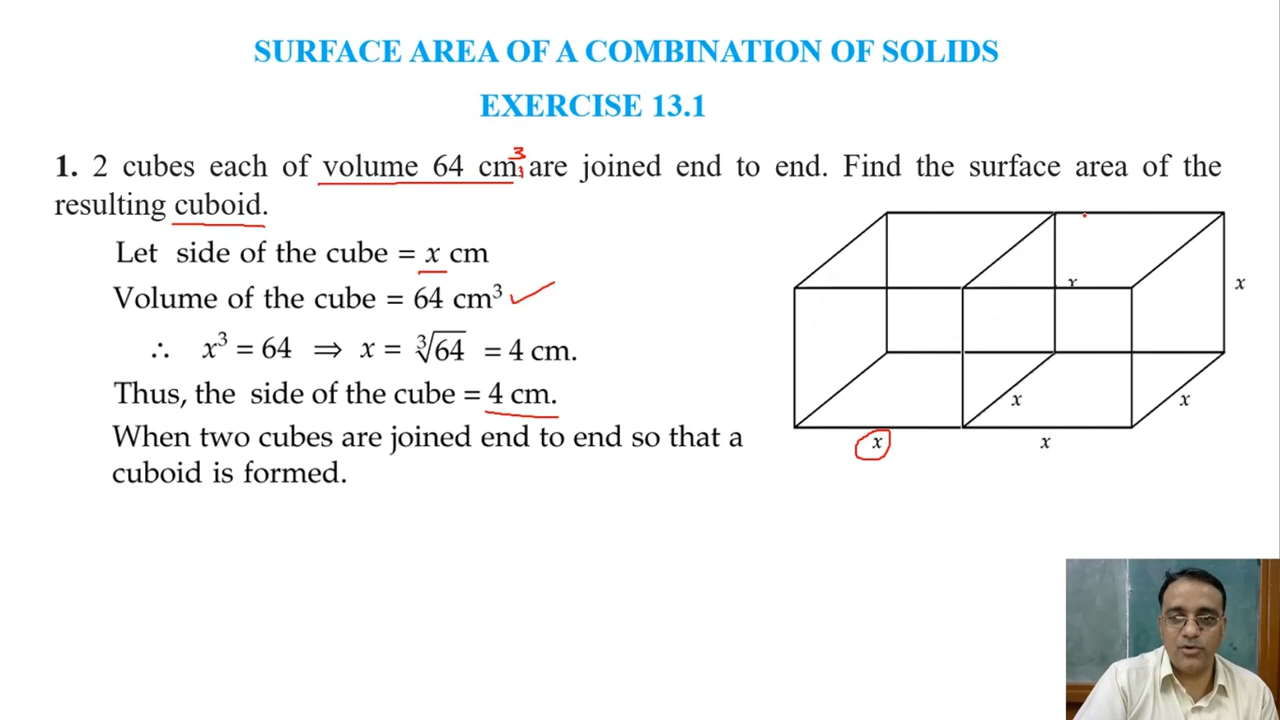 SURFACE AREA OF A COMBINATION OF SOLIDS
EXERCISE 13.1
1. 2 cubes each of volume 64 cm³ are joined end to end. Find the surface area of the
resulting cuboid.
Let side of the cube = x cm
Volume of the cube = 64 cm³ ✓
∴ x³ = 64 ⇒ x = ∛64 = 4 cm.
Thus, the side of the cube = 4 cm.
When two cubes are joined end to end so that a
cuboid is formed.
x
x
x
x
x
x